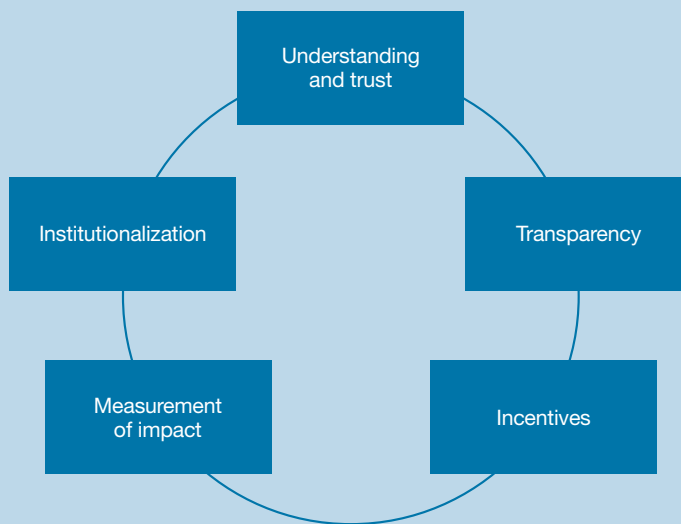 Understanding
and trust
Transparency
Incentives
Measurement
of impact
Institutionalization